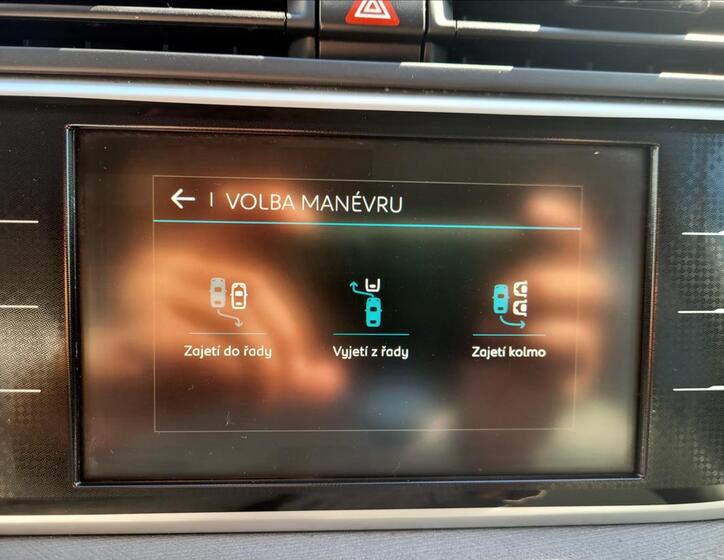 VOLBA MANÉVRU
Zajetí do řady
Vyjetí z řady
Zajetí kolmo